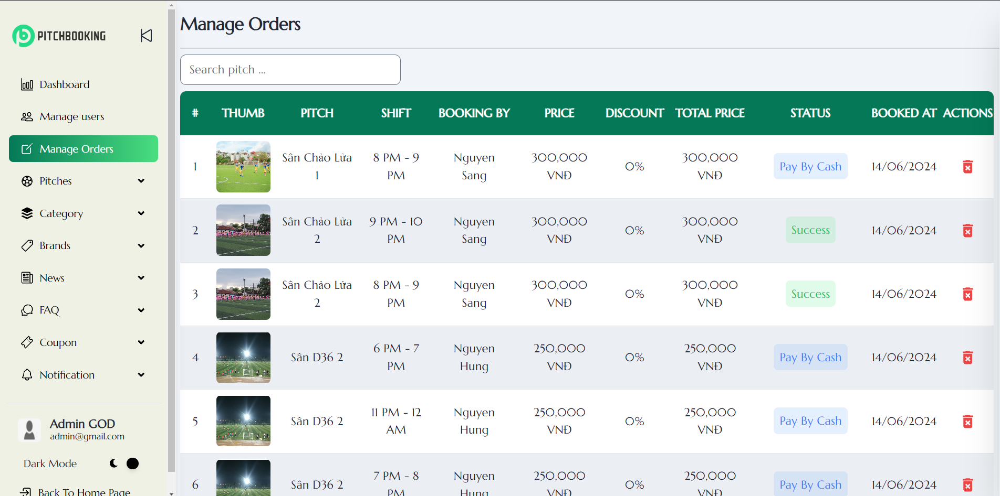 PITCHBOOKING
Dashboard
Manage users
Manage Orders
Pitches
Category
Brands
News
FAQ
Coupon
Notification
Admin GOD
admin@gmail.com
Dark Mode
Back To Home Page
Manage Orders
Search pitch ...
# THUMB PITCH SHIFT BOOKING BY PRICE DISCOUNT TOTAL PRICE STATUS BOOKED AT ACTIONS
Sân Chảo Lửa 8 PM - 9 Nguyen 300,000 300,000
1 0% Pay By Cash 14/06/2024
1 PM Sang VNĐ VNĐ
Sân Chảo Lửa 9 PM - 10 Nguyen 300,000 300,000
2 0% Success 14/06/2024
2 PM Sang VNĐ VNĐ
Sân Chảo Lửa 8 PM - 9 Nguyen 300,000 300,000
3 0% Success 14/06/2024
2 PM Sang VNĐ VNĐ
6 PM - 7 Nguyen 250,000 250,000
4 Sân D36 2 0% Pay By Cash 14/06/2024
PM Hung VNĐ VNĐ
11 PM - 12 Nguyen 250,000 250,000
5 Sân D36 2 0% Pay By Cash 14/06/2024
AM Hung VNĐ VNĐ
7 PM - 8 Nguyen 250,000 250,000
6 Sân D36 2 0% Pay By Cash 14/06/2024
PM Hung VNĐ VNĐ